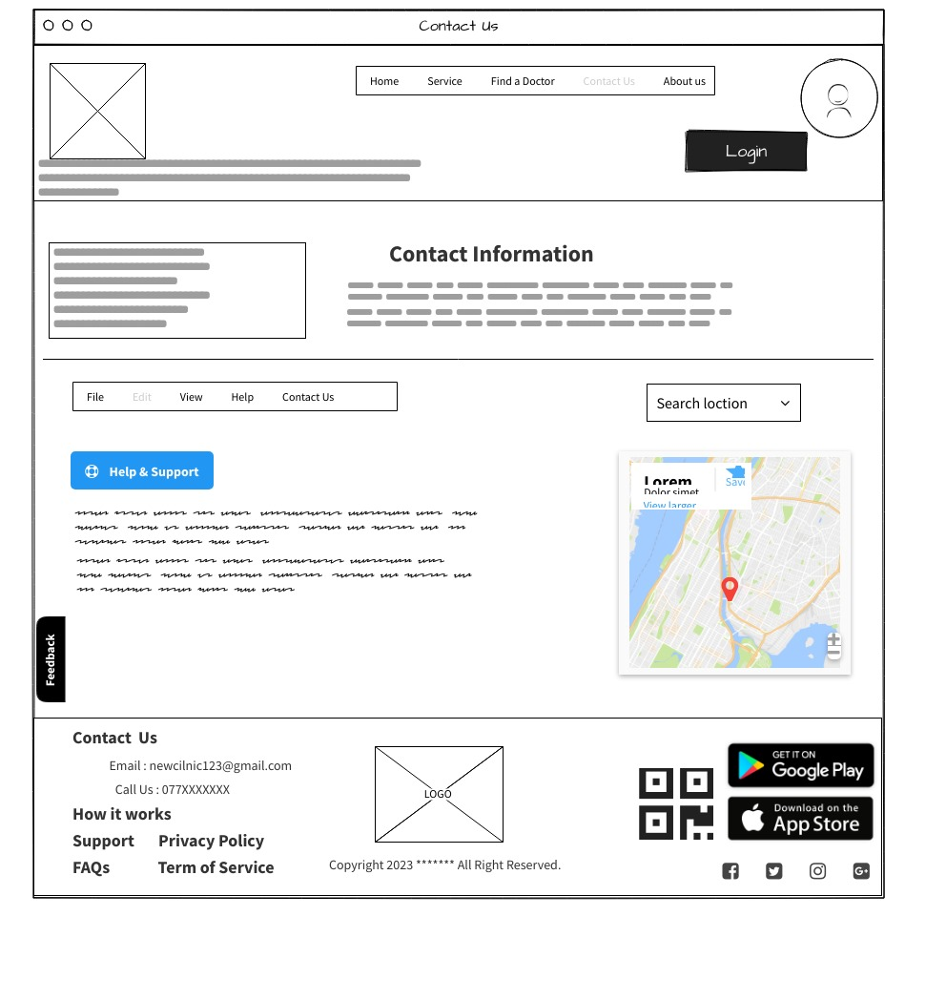 Contact Us
Home Service Find a Doctor Contact Us About us
Login
Contact Information
File Edit View Help Contact Us
Search loction
Help & Support
Lorem
Save
Dolor simet
View larger
Feedback
Contact Us
Email : newcilnic123@gmail.com
Call Us : 077XXXXXXX
How it works
Support Privacy Policy
FAQs Term of Service
LOGO
Copyright 2023 ******* All Right Reserved.
GET IT ON
Google Play
Download on the
App Store